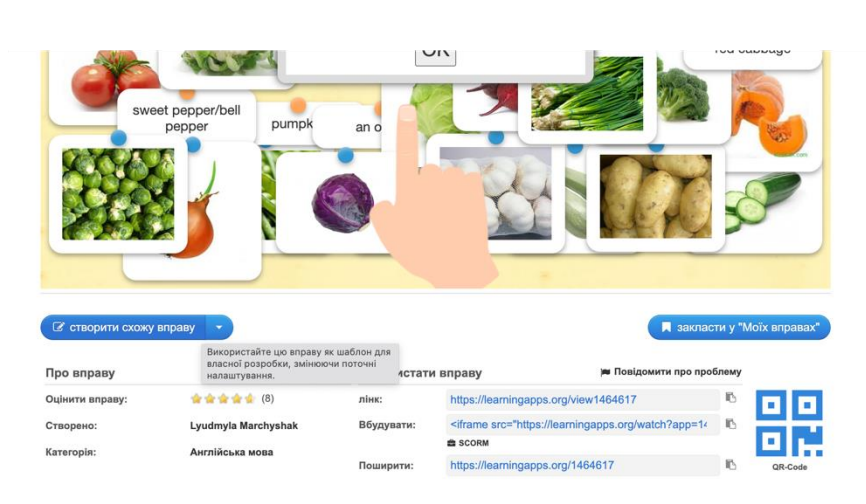 OK
red cabbage
sweet pepper/bell
pepper
pumpk
an o
створити схожу вправу
закласти у "Моїх вправах"
Використайте цю вправу як шаблон для
власної розробки, змінюючи поточні
налаштування.
Про вправу
истати вправу
Повідомити про проблему
Оцінити вправу:
(8)
лінк:
https://learningapps.org/view1464617
Створено:
Lyudmyla Marchyshak
Вбудувати:
<iframe src="https://learningapps.org/watch?app=14
SCORM
Категорія:
Англійська мова
Поширити:
https://learningapps.org/1464617
QR-Code